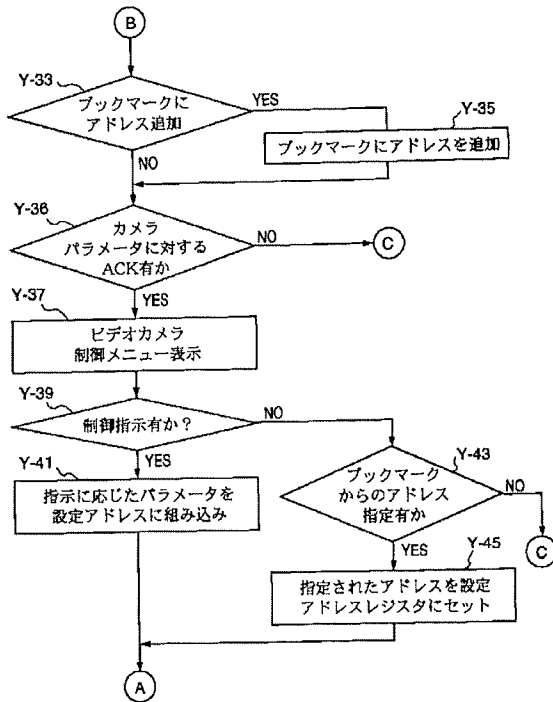 B
Y-33
ブックマークに
アドレス追加
YES
Y-35
ブックマークにアドレスを追加
NO
Y-36
カメラ
パラメータに対する
ACK有か
NO
C
YES
Y-37
ビデオカメラ
制御メニュー表示
Y-39
制御指示有か?
NO
YES
Y-41
指示に応じたパラメータを
設定アドレスに組み込み
Y-43
ブックマーク
からのアドレス
指定有か
NO
C
YES
Y-45
指定されたアドレスを設定
アドレスレジスタにセット
A